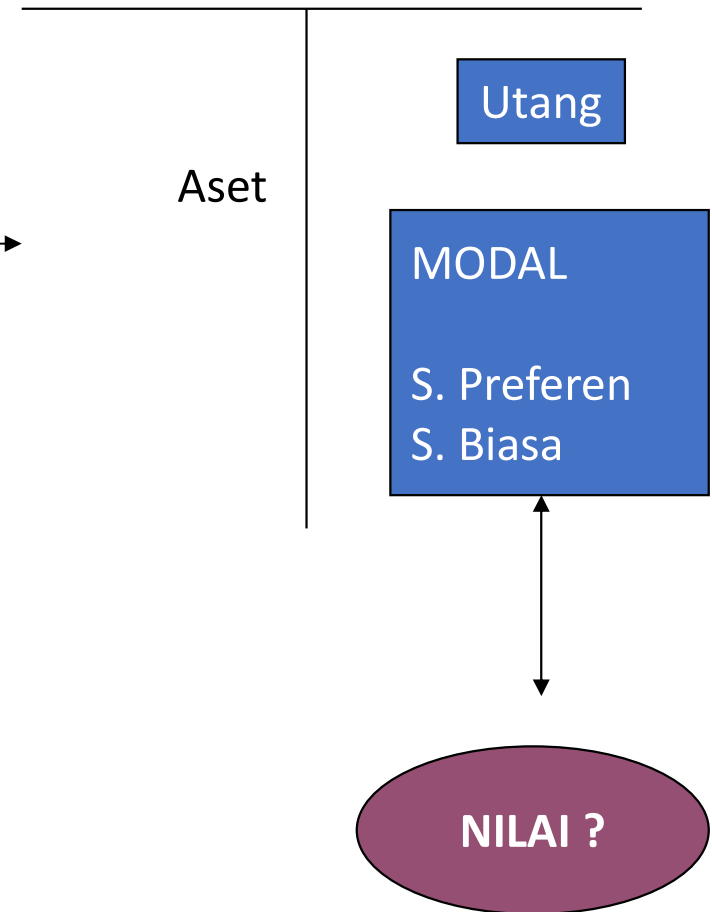 Utang
Aset
MODAL
S. Preferen
S. Biasa
NILAI ?